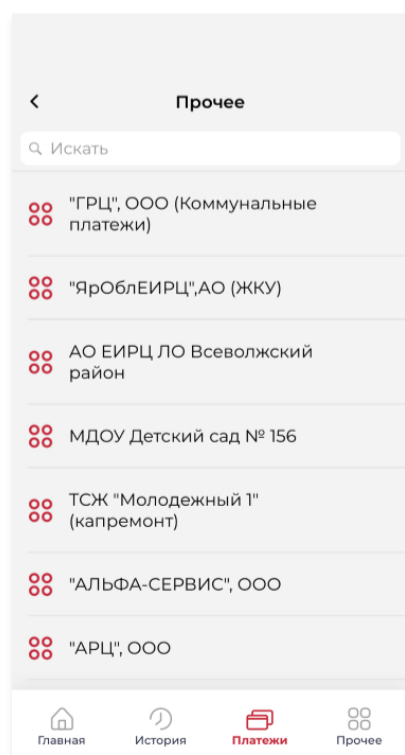 Прочее
Искать
"ГРЦ", ООО (Коммунальные
платежи)
"ЯрОблЕИРЦ",АО (ЖКУ)
АО ЕИРЦ ЛО Всеволжский
район
МДОУ Детский сад № 156
ТСЖ "Молодежный 1"
(капремонт)
"АЛЬФА-СЕРВИС", ООО
"АРЦ", ООО
Главная История Платежи Прочее